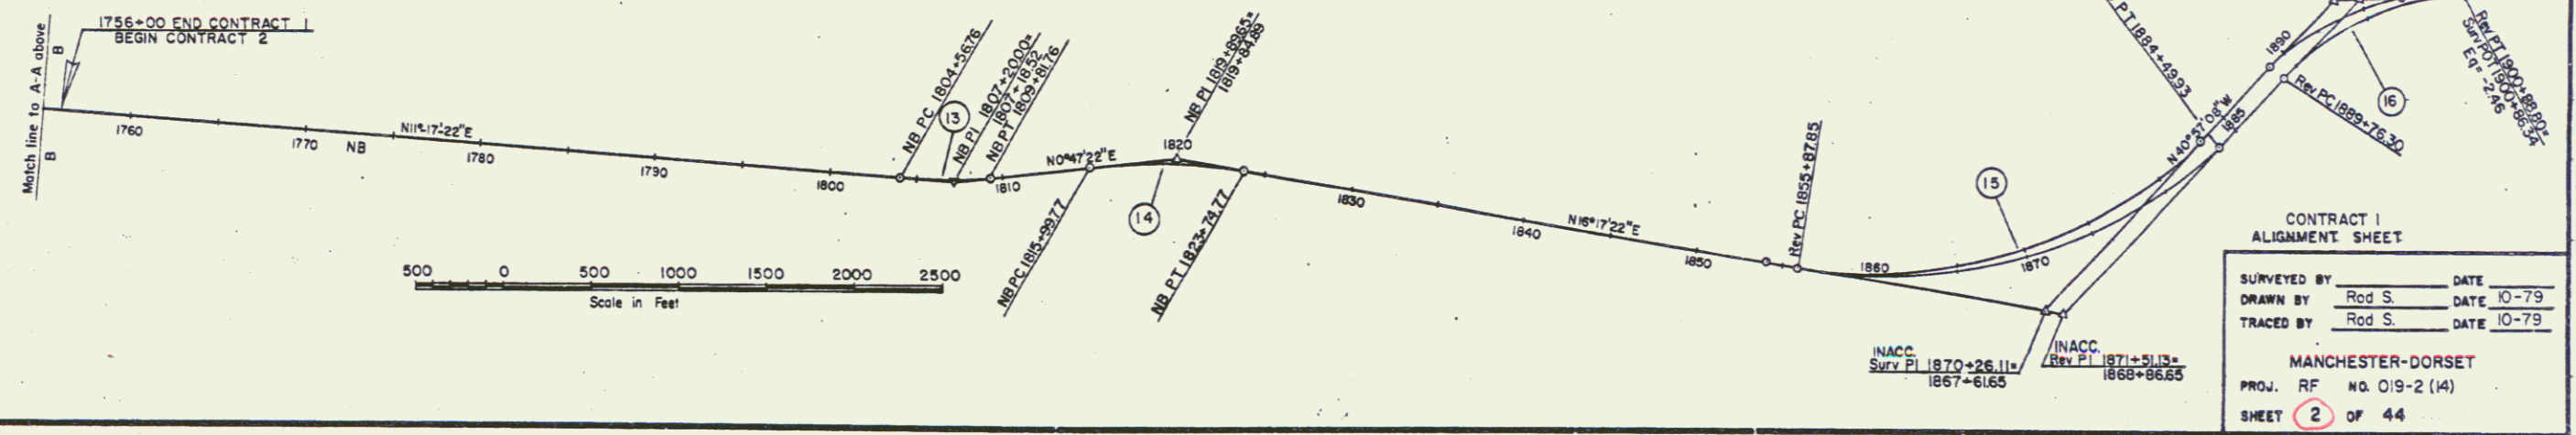 Match line to A-A above
B
B
1756+00 END CONTRACT 1
BEGIN CONTRACT 2
1760
N11°-17'-22"E
1770
NB
1780
1790
1800
NB PC 1804+56.76
13
NB PI 1807+20.00=
1807+18.52
NB PT 1809+81.76
1810
N0°47'22"E
NB PC 1815+99.77
14
1820
NB PI 1819+89.65=
1819+84.89
NB PT 1823+74.77
1830
N16°17'22"E
1840
1850
Rev PC 1855+87.85
1860
15
1870
INACC.
Surv PI 1870+26.11=
1867+61.65
INACC.
Rev PI 1871+51.13=
1868+86.65
PT 1884+49.93
N40°57'08"W
1885
1890
Rev PC 1889+76.30
16
Rev PT 1900+88.80=
Surv POT 1900+86.34
Eq = -2.46
500 0 500 1000 1500 2000 2500
Scale in Feet
CONTRACT 1
ALIGNMENT SHEET
SURVEYED BY DATE
DRAWN BY Rod S. DATE 10-79
TRACED BY Rod S. DATE 10-79
MANCHESTER-DORSET
PROJ. RF NO. 019-2 (14)
SHEET 2 OF 44